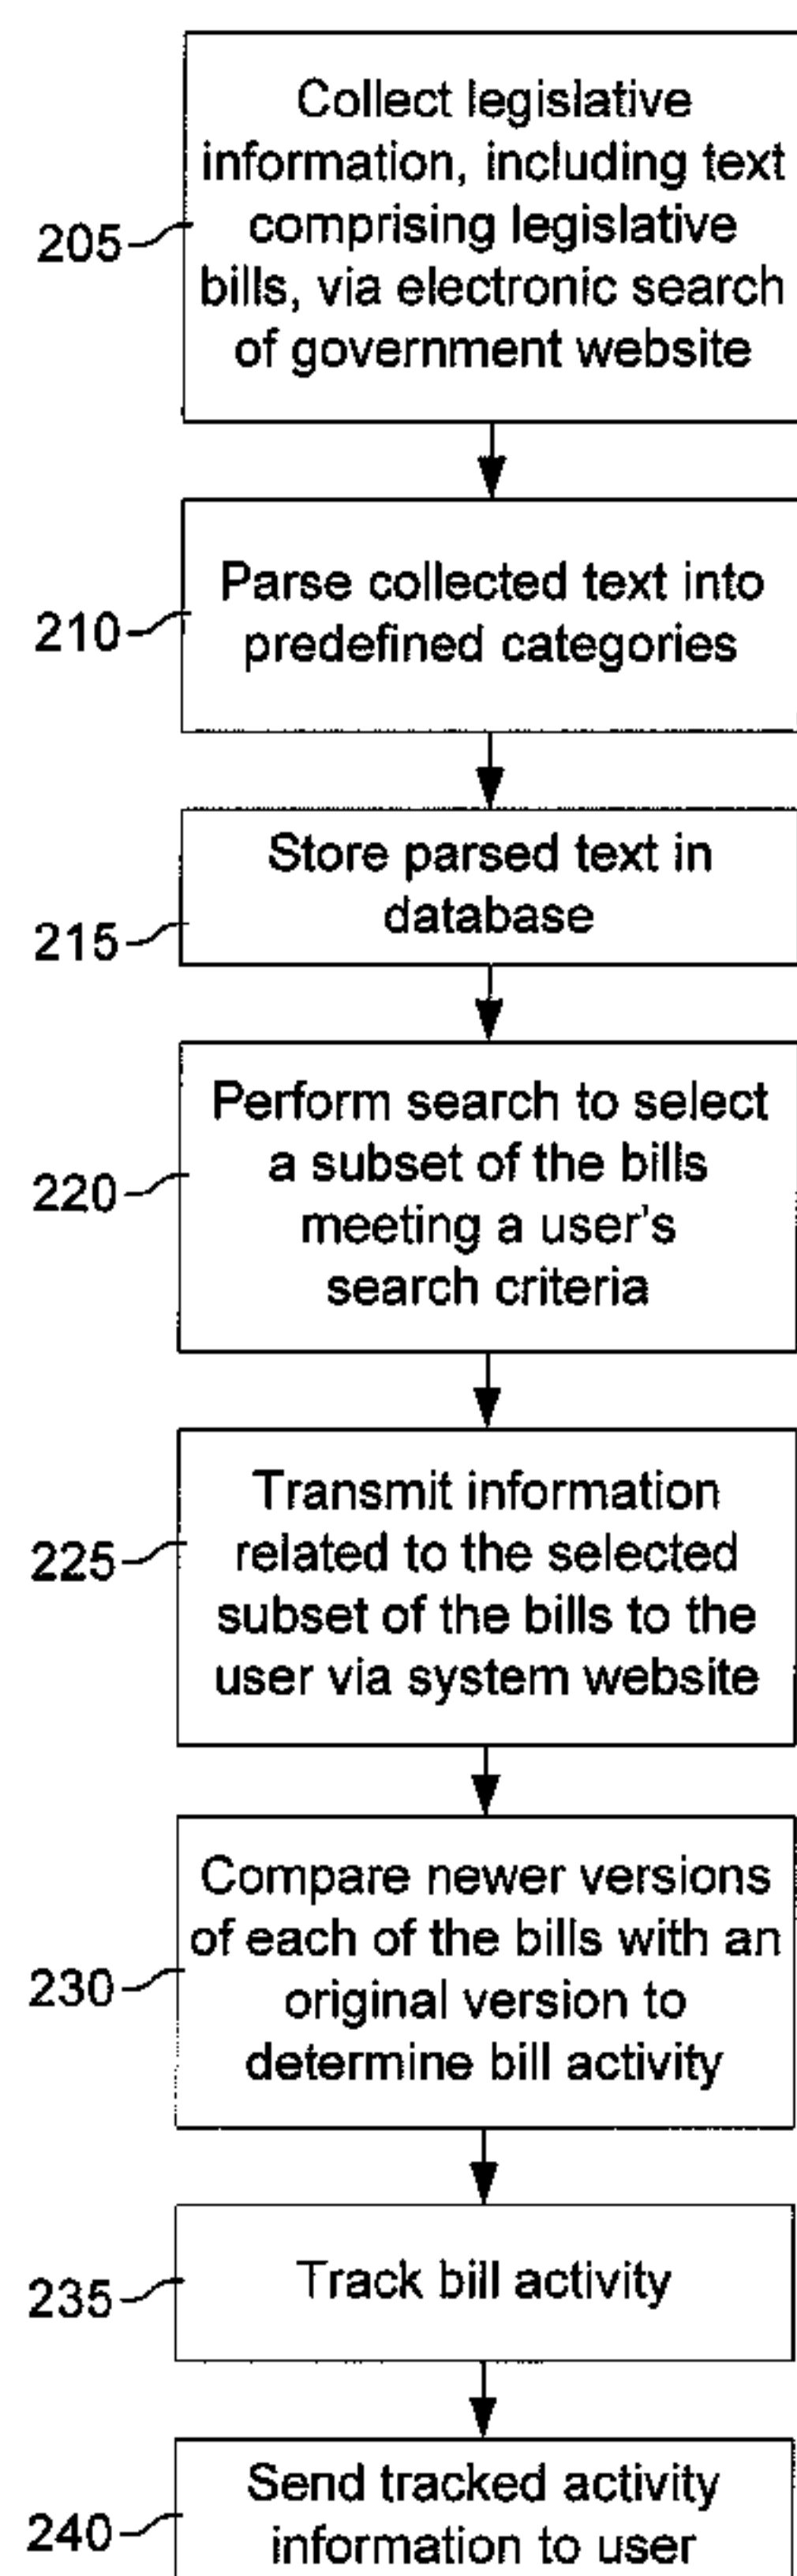 Collect legislative
information, including text
205
comprising legislative
bills, via electronic search
of government website
Parse collected text into
210
predefined categories
Store parsed text in
215
database
Perform search to select
a subset of the bills
220
meeting a user's
search criteria
Transmit information
225
related to the selected
subset of the bills to the
user via system website
Compare newer versions
of each of the bills with an
230
original version to
determine bill activity
235
Track bill activity
Send tracked activity
240
information to user